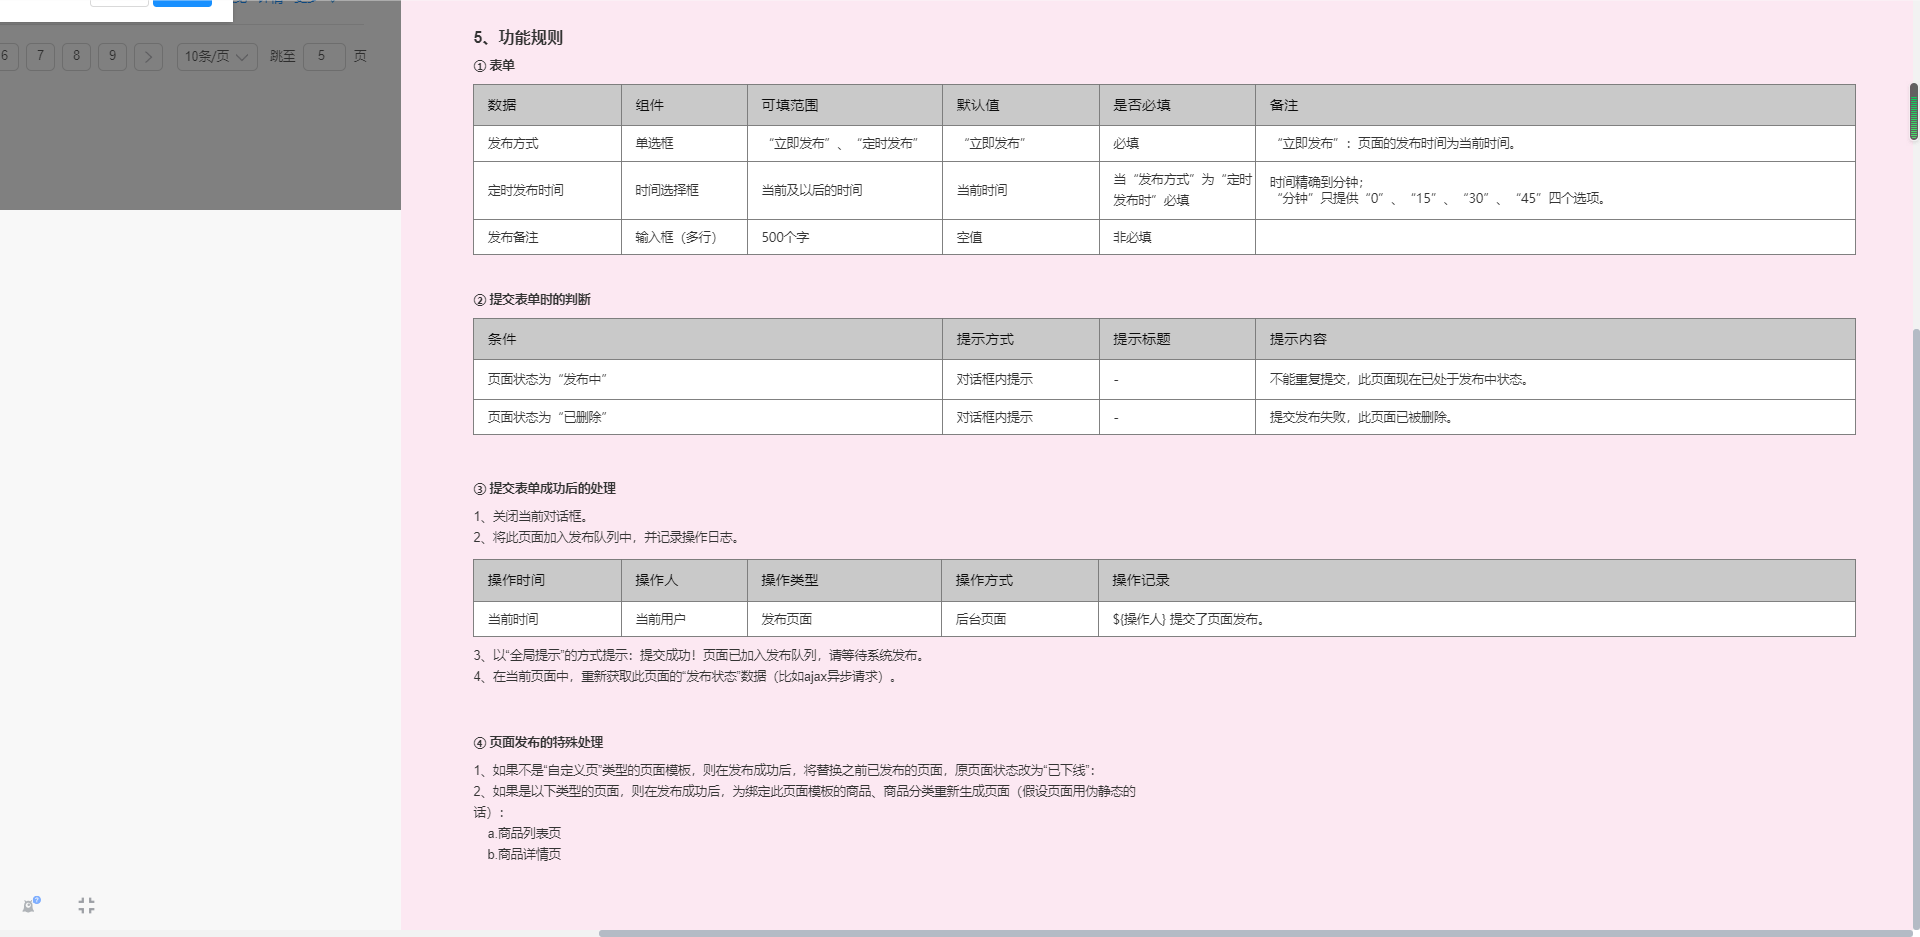 6 7 8 9 10条/页 跳至 5 页
5、功能规则
① 表单
数据 组件 可填范围 默认值 是否必填 备注
发布方式 单选框 “立即发布”、“定时发布” “立即发布” 必填 “立即发布”：页面的发布时间为当前时间。
定时发布时间 时间选择框 当前及以后的时间 当前时间 当“发布方式”为“定时
发布时”必填
时间精确到分钟；
“分钟”只提供“0”、“15”、“30”、“45”四个选项。
发布备注 输入框（多行） 500个字 空值 非必填
② 提交表单时的判断
条件 提示方式 提示标题 提示内容
页面状态为“发布中” 对话框内提示 - 不能重复提交，此页面现在已处于发布中状态。
页面状态为“已删除” 对话框内提示 - 提交发布失败，此页面已被删除。
③ 提交表单成功后的处理
1、关闭当前对话框。
2、将此页面加入发布队列中，并记录操作日志。
操作时间 操作人 操作类型 操作方式 操作记录
当前时间 当前用户 发布页面 后台页面 ${操作人} 提交了页面发布。
3、以“全局提示”的方式提示：提交成功！页面已加入发布队列，请等待系统发布。
4、在当前页面中，重新获取此页面的“发布状态”数据（比如ajax异步请求）。
④ 页面发布的特殊处理
1、如果不是“自定义页”类型的页面模板，则在发布成功后，将替换之前已发布的页面，原页面状态改为“已下线”：
2、如果是以下类型的页面，则在发布成功后，为绑定此页面模板的商品、商品分类重新生成页面（假设页面用伪静态的
话）：
a.商品列表页
b.商品详情页